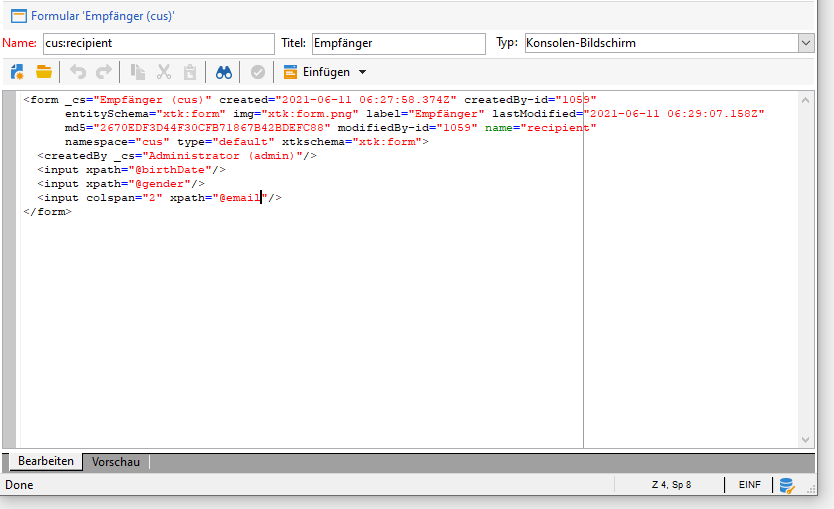 Formular 'Empfänger (cus)'
Name: cus:recipient Titel: Empfänger Typ: Konsolen-Bildschirm
Einfügen
<form _cs="Empfänger (cus)" created="2021-06-11 06:27:58.374Z" createdBy-id="1059"
entitySchema="xtk:form" img="xtk:form.png" label="Empfänger" lastModified="2021-06-11 06:29:07.158Z"
md5="2670EDF3D44F30CFB71867B42BDEFC88" modifiedBy-id="1059" name="recipient"
namespace="cus" type="default" xtkschema="xtk:form">
<createdBy _cs="Administrator (admin)"/>
<input xpath="@birthDate"/>
<input xpath="@gender"/>
<input colspan="2" xpath="@email"/>
</form>
Bearbeiten Vorschau
Done Z 4, Sp 8 EINF